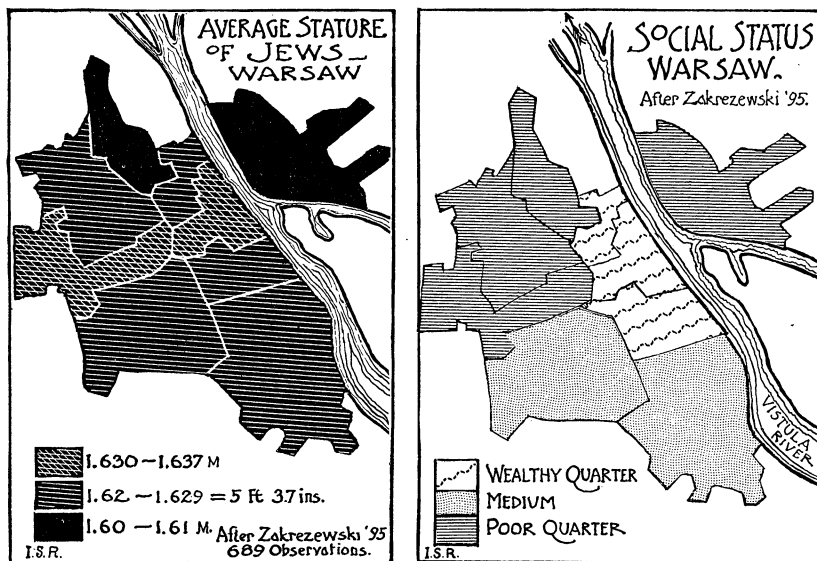 AVERAGE STATURE
OF JEWS –
WARSAW
1.630 – 1.637 M
1.62 – 1.629 = 5 Ft 3.7 ins.
1.60 – 1.61 M.
After Zakrezewski '95
689 Observations.
I.S.R.
SOCIAL STATUS
WARSAW.
After Zakrezewski '95.
VISTULA
RIVER
WEALTHY QUARTER
MEDIUM
POOR QUARTER
I.S.R.